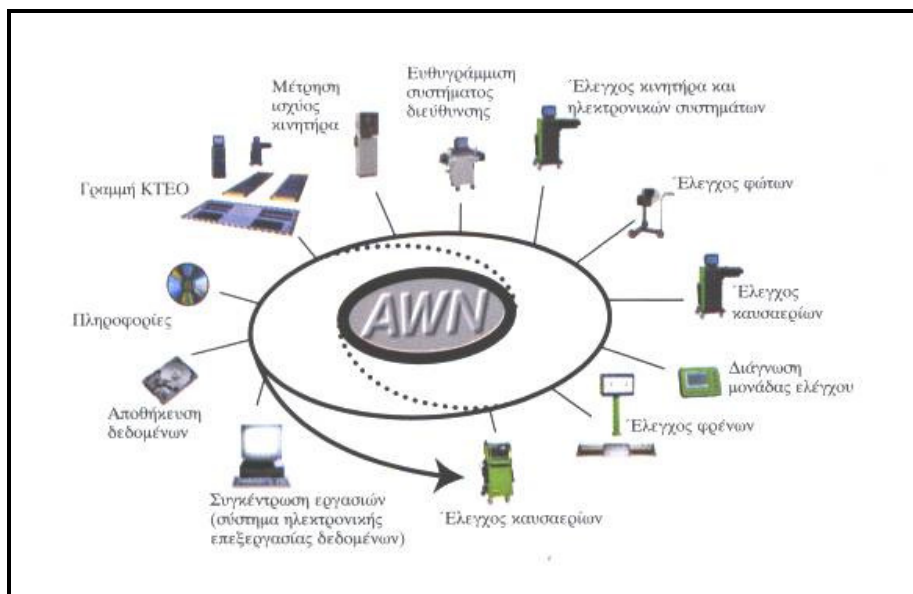 Μέτρηση
ισχύος
κινητήρα
Ευθυγράμμιση
συστήματος
διεύθυνσης
Έλεγχος κινητήρα και
ηλεκτρονικών συστημάτων
Γραμμή ΚΤΕΟ
Έλεγχος φώτων
AWN
Πληροφορίες
Έλεγχος
καυσαερίων
Αποθήκευση
δεδομένων
Διάγνωση
μονάδας ελέγχου
Έλεγχος φρένων
Συγκέντρωση εργασιών
(σύστημα ηλεκτρονικής
επεξεργασίας δεδομένων)
Έλεγχος καυσαερίων